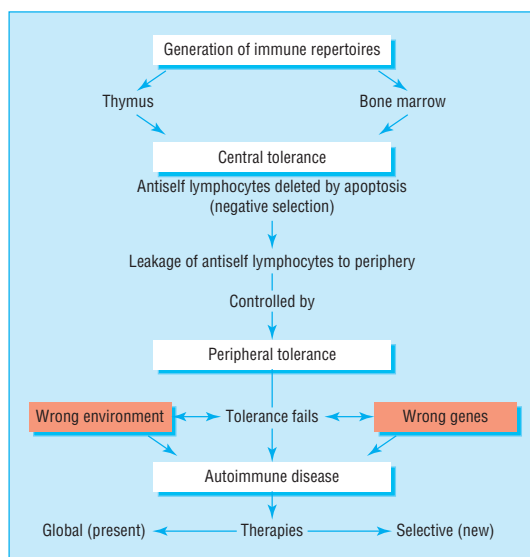 Generation of immune repertoires
Thymus
Bone marrow
Central tolerance
Antiself lymphocytes deleted by apoptosis
(negative selection)
Leakage of antiself lymphocytes to periphery
Controlled by
Peripheral tolerance
Wrong environment
Tolerance fails
Wrong genes
Autoimmune disease
Global (present)
Therapies
Selective (new)